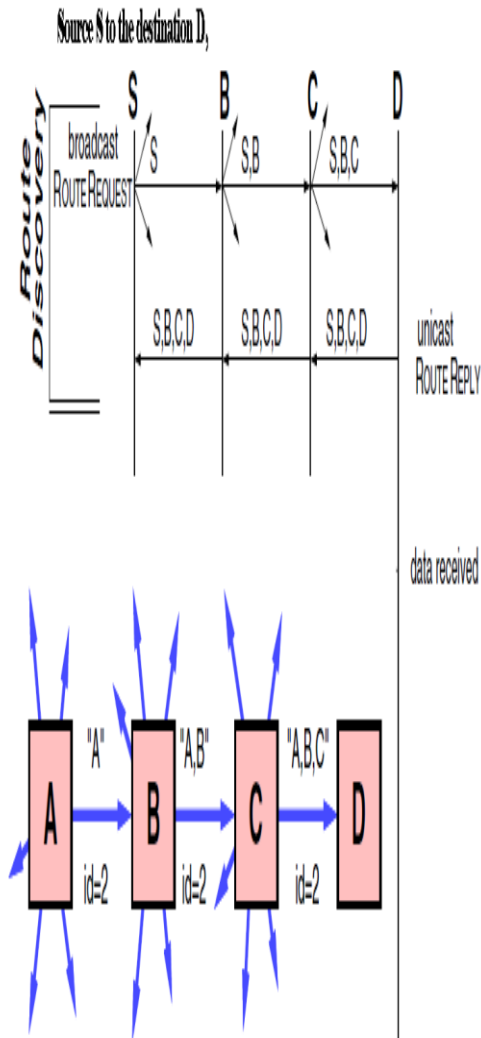 Source S to the destination D,
S B C D
Route
Discovery
broadcast
ROUTE REQUEST
S S,B S,B,C
S,B,C,D S,B,C,D S,B,C,D
unicast
ROUTE REPLY
data received
"A" "A,B" "A,B,C"
A B C D
id=2 id=2 id=2